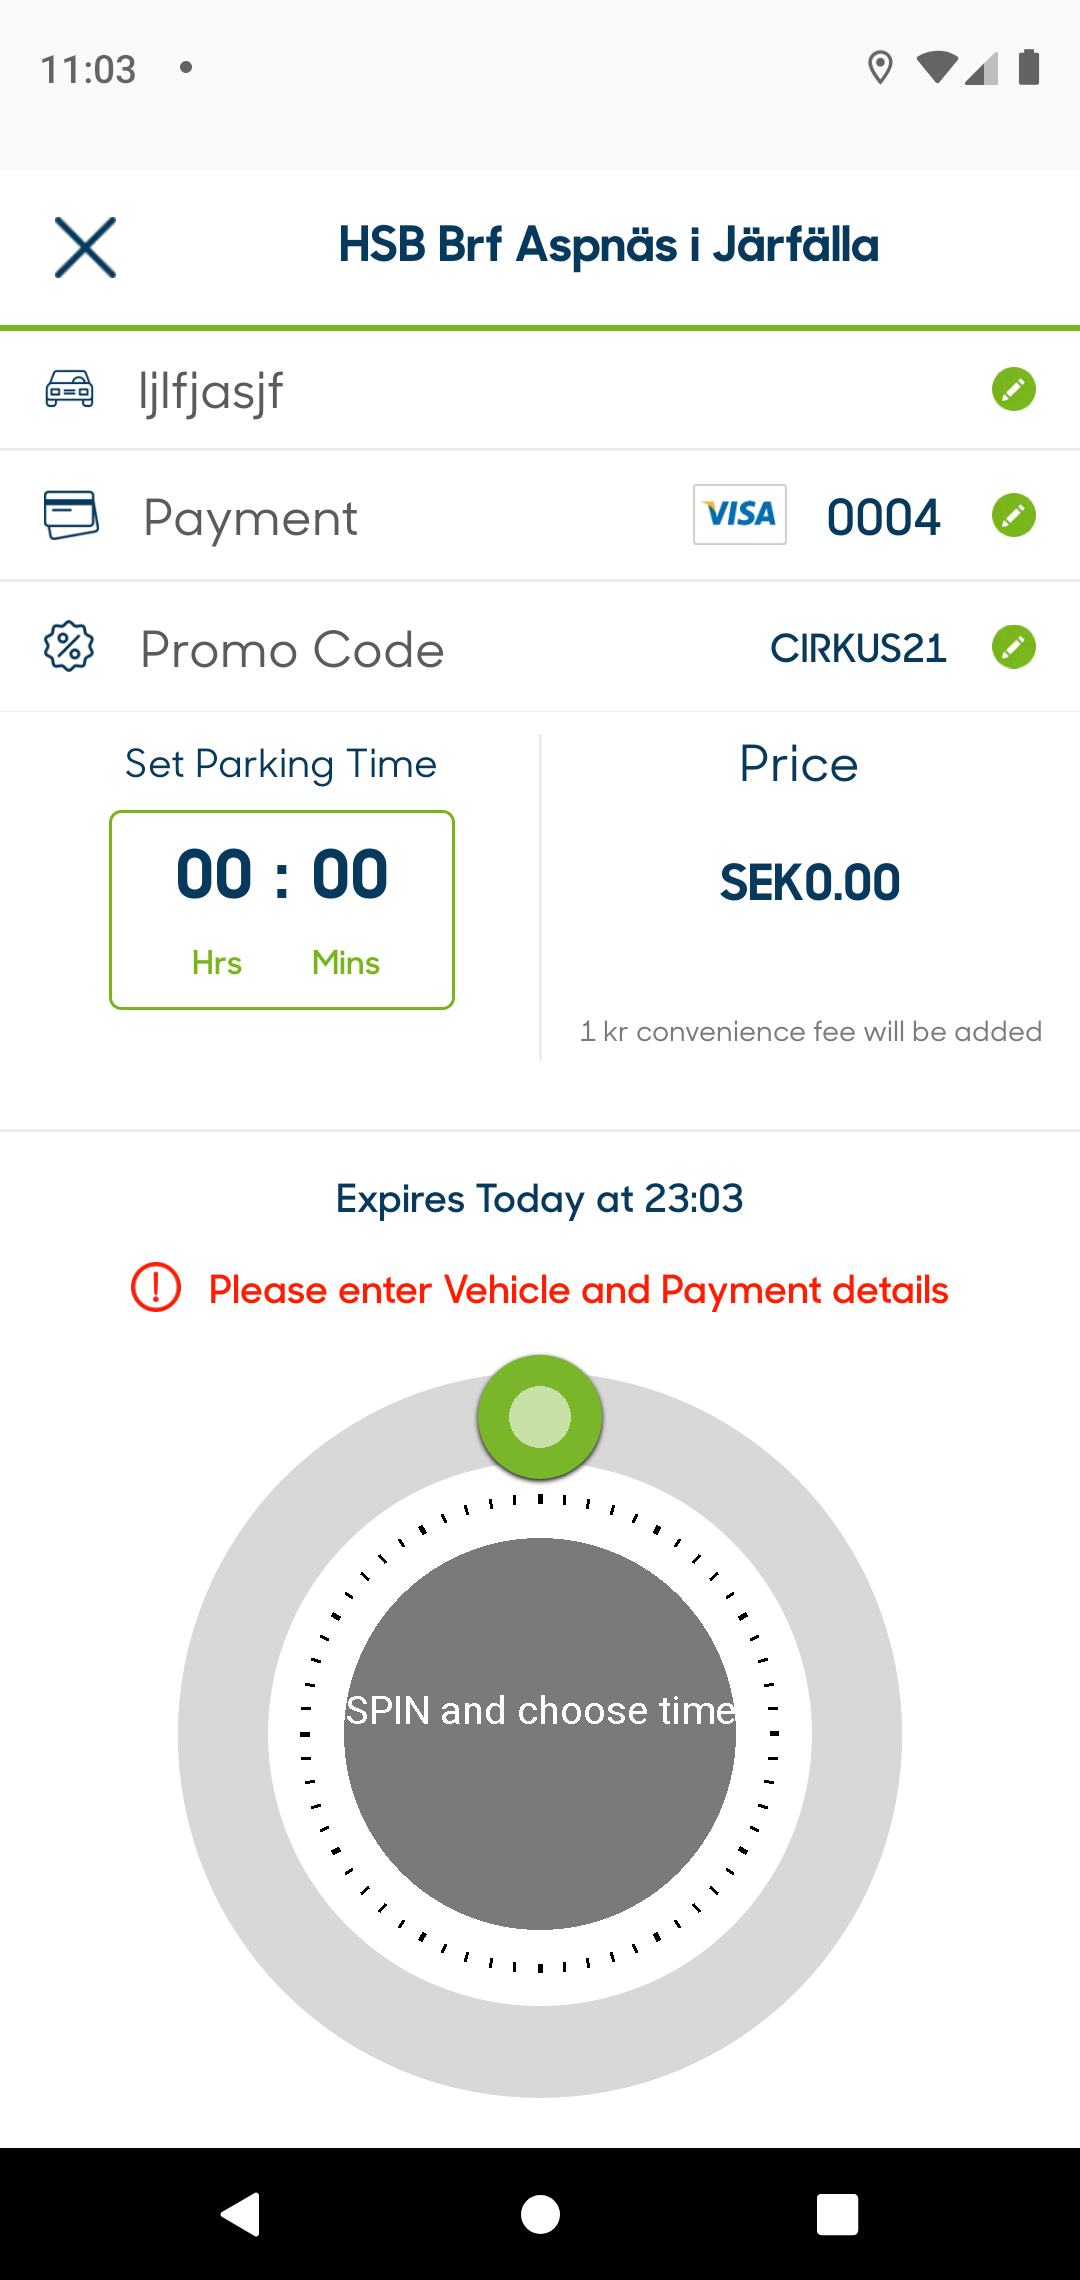 11:03
HSB Brf Aspnäs i Järfälla
ljlfjasjf
Payment VISA 0004
Promo Code CIRKUS21
Set Parking Time
Price
00 : 00
SEK0.00
Hrs Mins
1 kr convenience fee will be added
Expires Today at 23:03
Please enter Vehicle and Payment details
SPIN and choose time